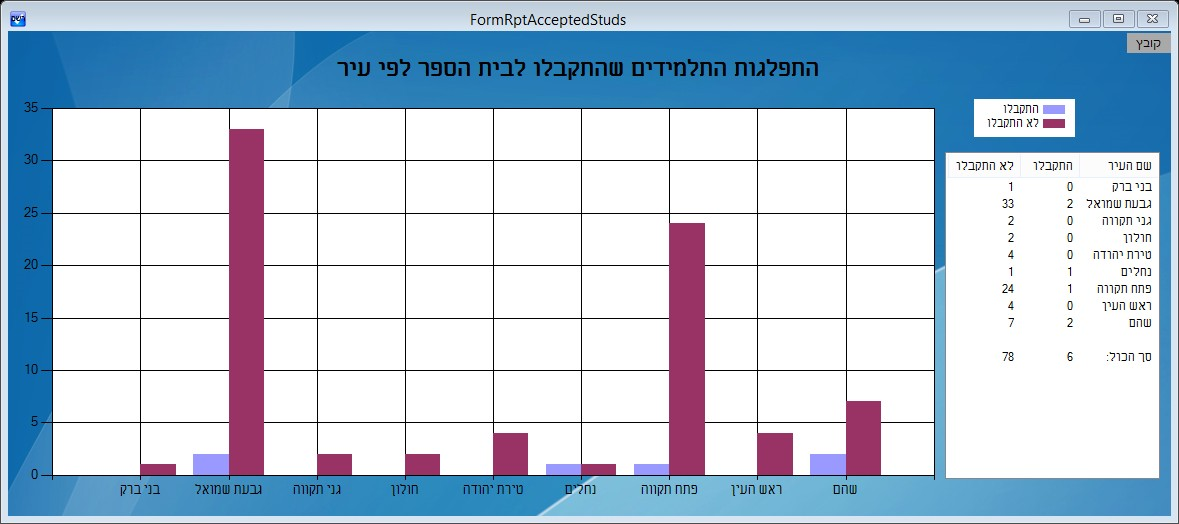 FormRptAcceptedStuds
קובץ
התפלגות התלמידים שהתקבלו לבית הספר לפי עיר
התקבלו
לא התקבלו
35
30
25
20
15
10
5
0
בני ברק גבעת שמואל גני תקווה חולון טירת יהודה נחלים פתח תקווה ראש העין שהם
שם העיר התקבלו לא התקבלו
בני ברק 0 1
גבעת שמואל 2 33
גני תקווה 0 2
חולון 0 2
טירת יהודה 0 4
נחלים 1 1
פתח תקווה 1 24
ראש העין 0 4
שהם 2 7
סך הכול: 6 78